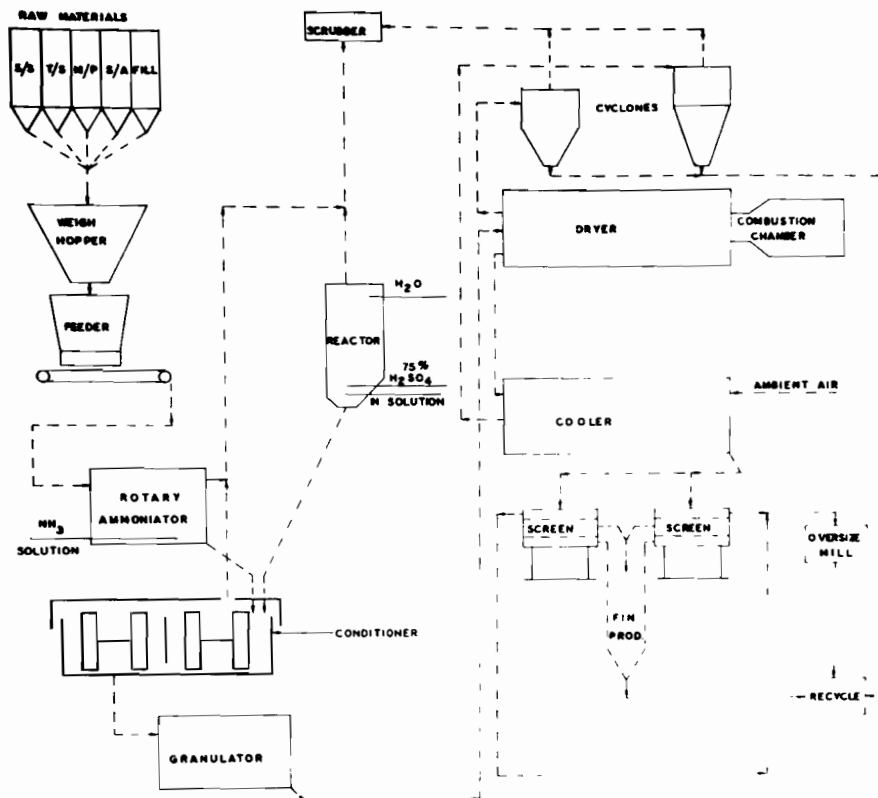 RAW MATERIALS
S/S T/S M/P S/A FILL
WEIGH
HOPPER
FEEDER
ROTARY
AMMONIATOR
NH3
SOLUTION
CONDITIONER
GRANULATOR
SCRUBBER
REACTOR
H2O
75%
H2SO4
N SOLUTION
CYCLONES
DRYER
COMBUSTION
CHAMBER
COOLER
AMBIENT AIR
SCREEN
SCREEN
OVERSIZE
MILL
FIN
PROD.
RECYCLE